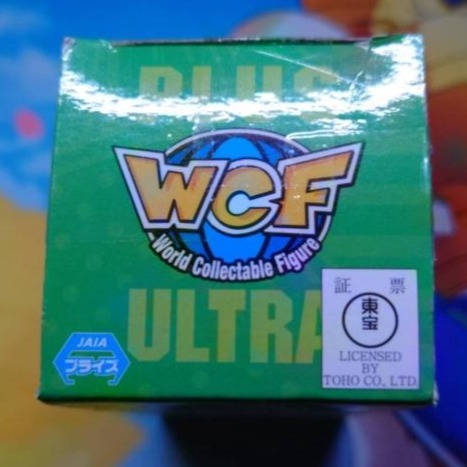 PLUS
WCF
World Collectable Figure
ULTRA
JAIA
プライズ
証 票
東宝
LICENSED
BY
TOHO CO., LTD.